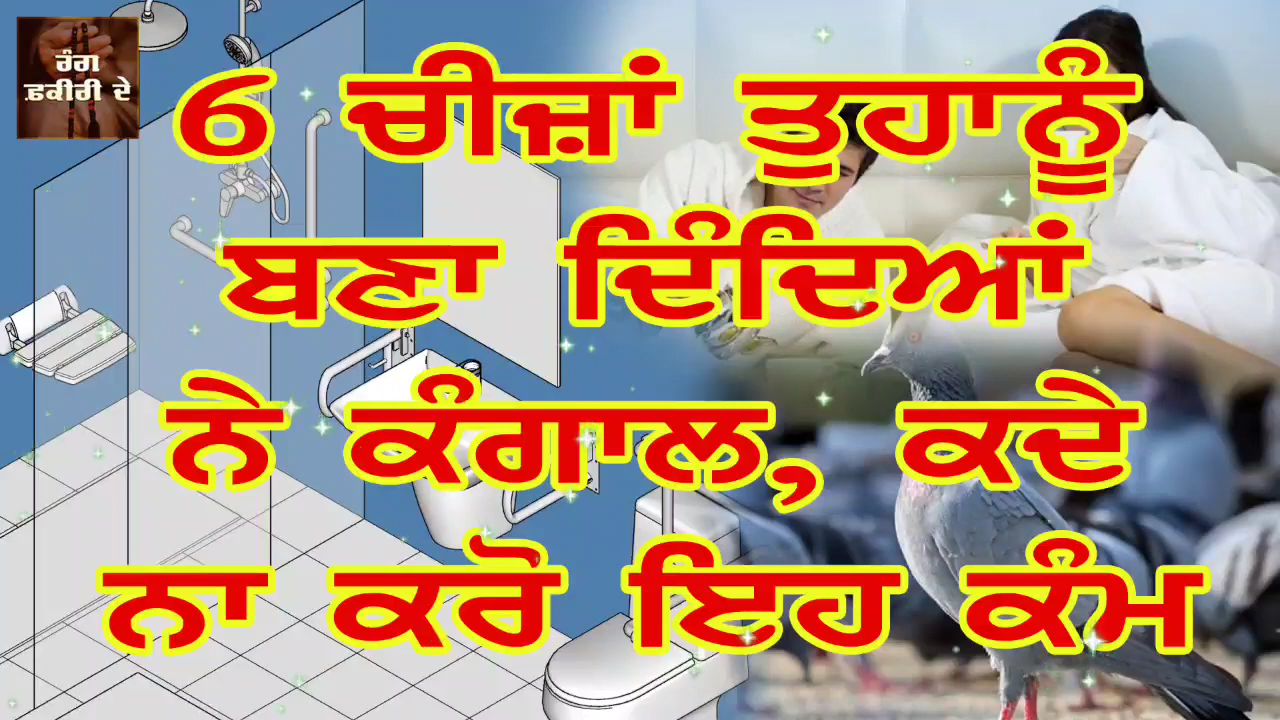 ਰੰਗ
ਫ਼ਕੀਰੀ ਦੇ
6 ਚੀਜ਼ਾਂ ਤੁਹਾਨੂੰ
ਬਣਾ ਦਿੰਦਿਆਂ
ਨੇ ਕੰਗਾਲ, ਕਦੇ
ਨਾ ਕਰੋ ਇਹ ਕੰਮ